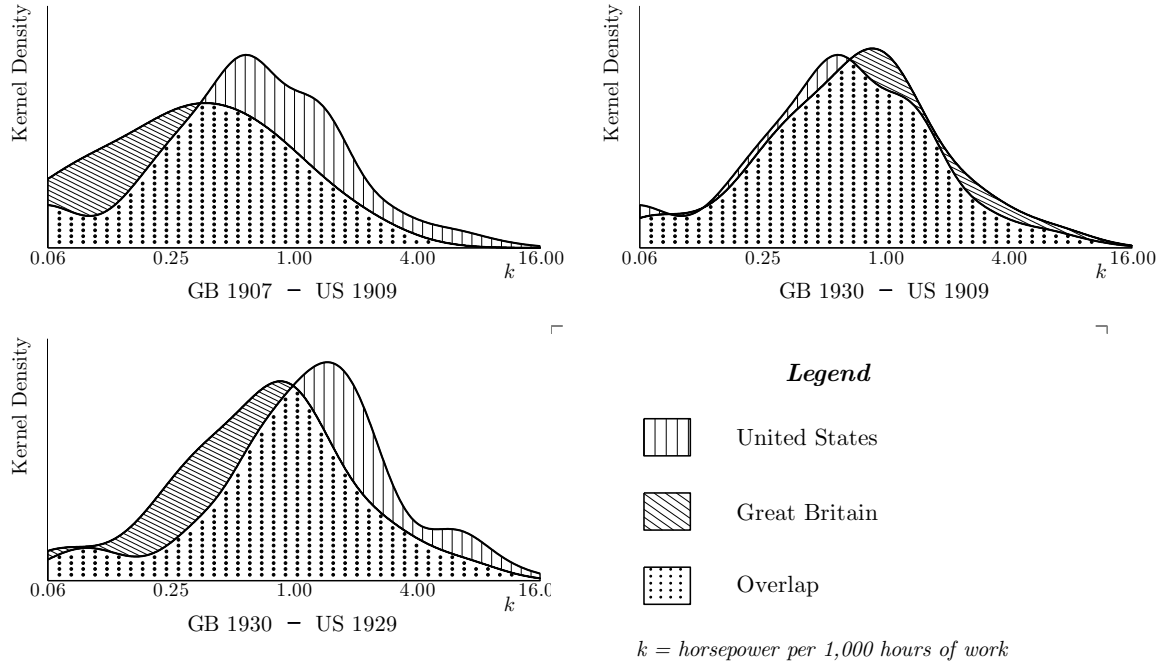 Kernel Density
0.06 0.25 1.00 4.00 16.00
k
GB 1907 − US 1909
Kernel Density
0.06 0.25 1.00 4.00 16.00
k
GB 1930 − US 1909
Kernel Density
0.06 0.25 1.00 4.00 16.0
k
GB 1930 − US 1929
Legend
United States
Great Britain
Overlap
k = horsepower per 1,000 hours of work